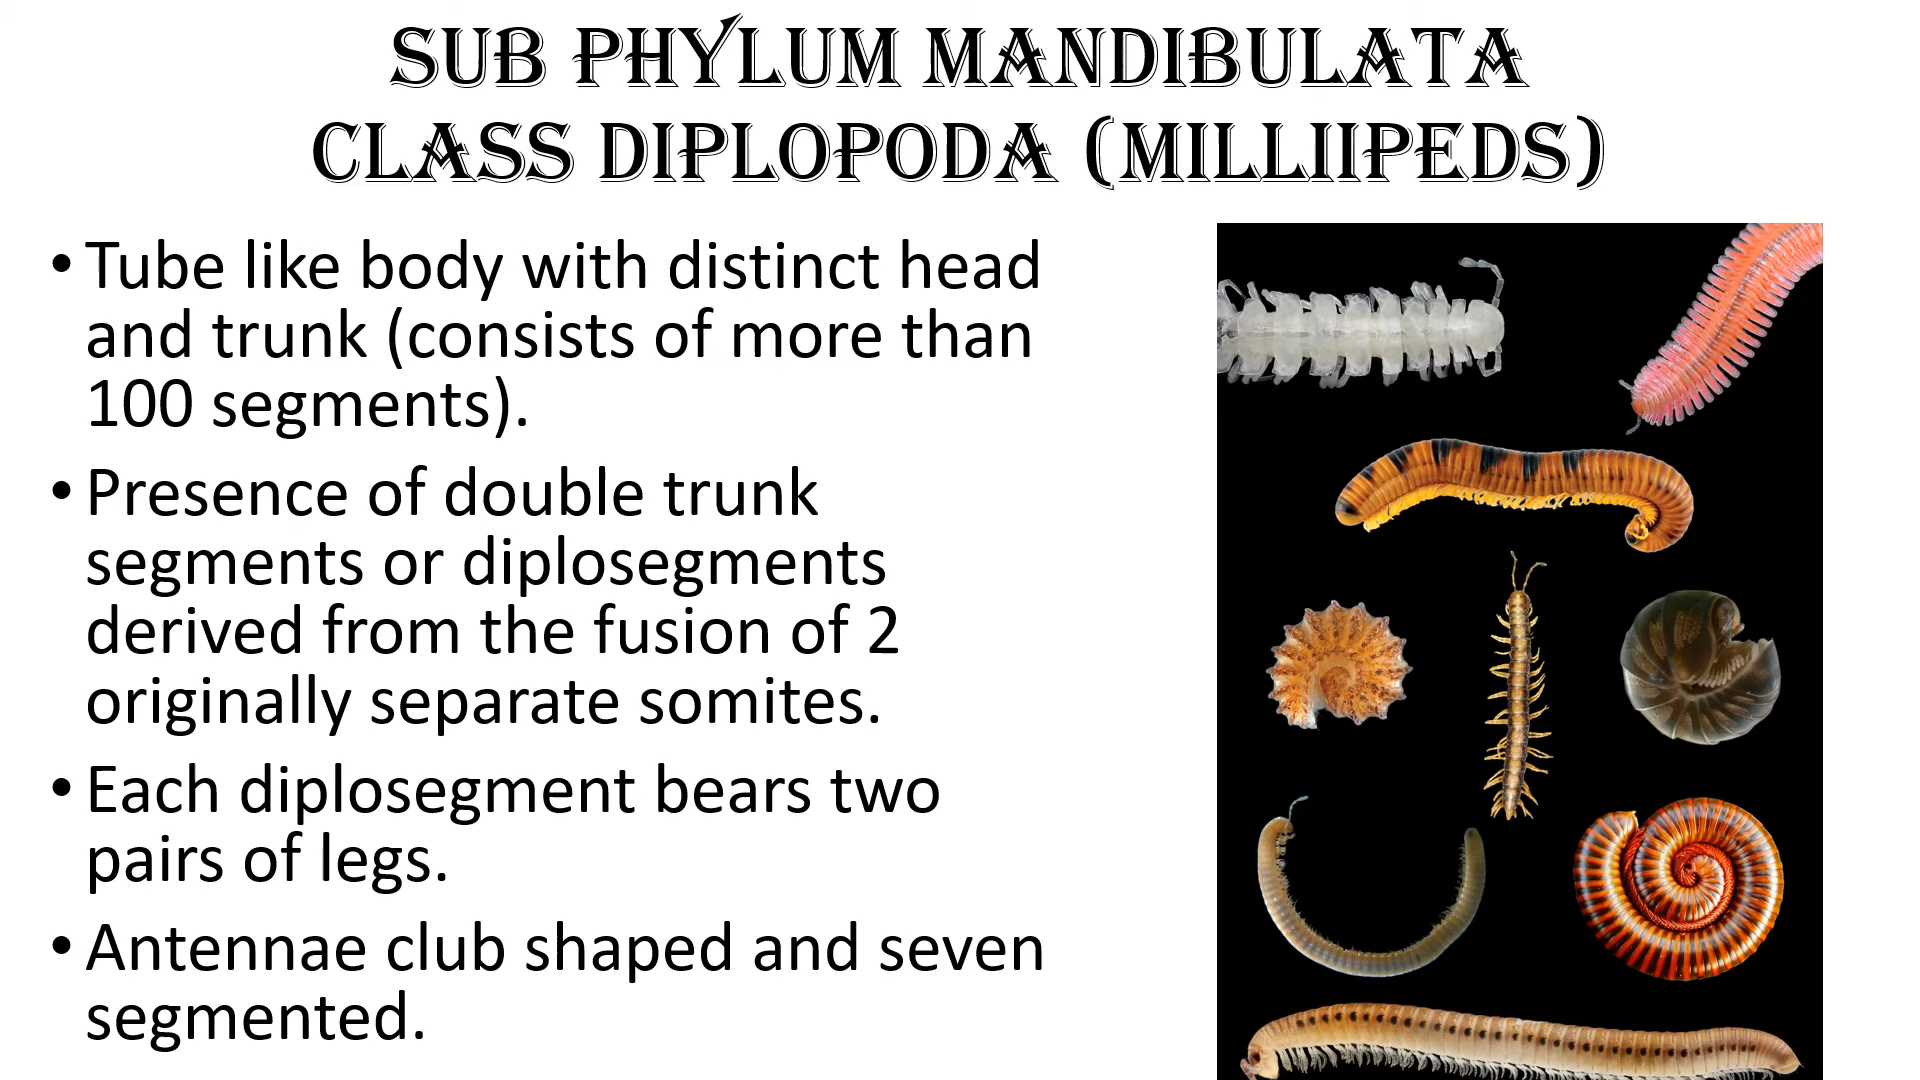 SUB PHYLUM MANDIBULATA
CLASS DIPLOPODA (MILLIIPEDS)
• Tube like body with distinct head
and trunk (consists of more than
100 segments).
• Presence of double trunk
segments or diplosegments
derived from the fusion of 2
originally separate somites.
• Each diplosegment bears two
pairs of legs.
• Antennae club shaped and seven
segmented.